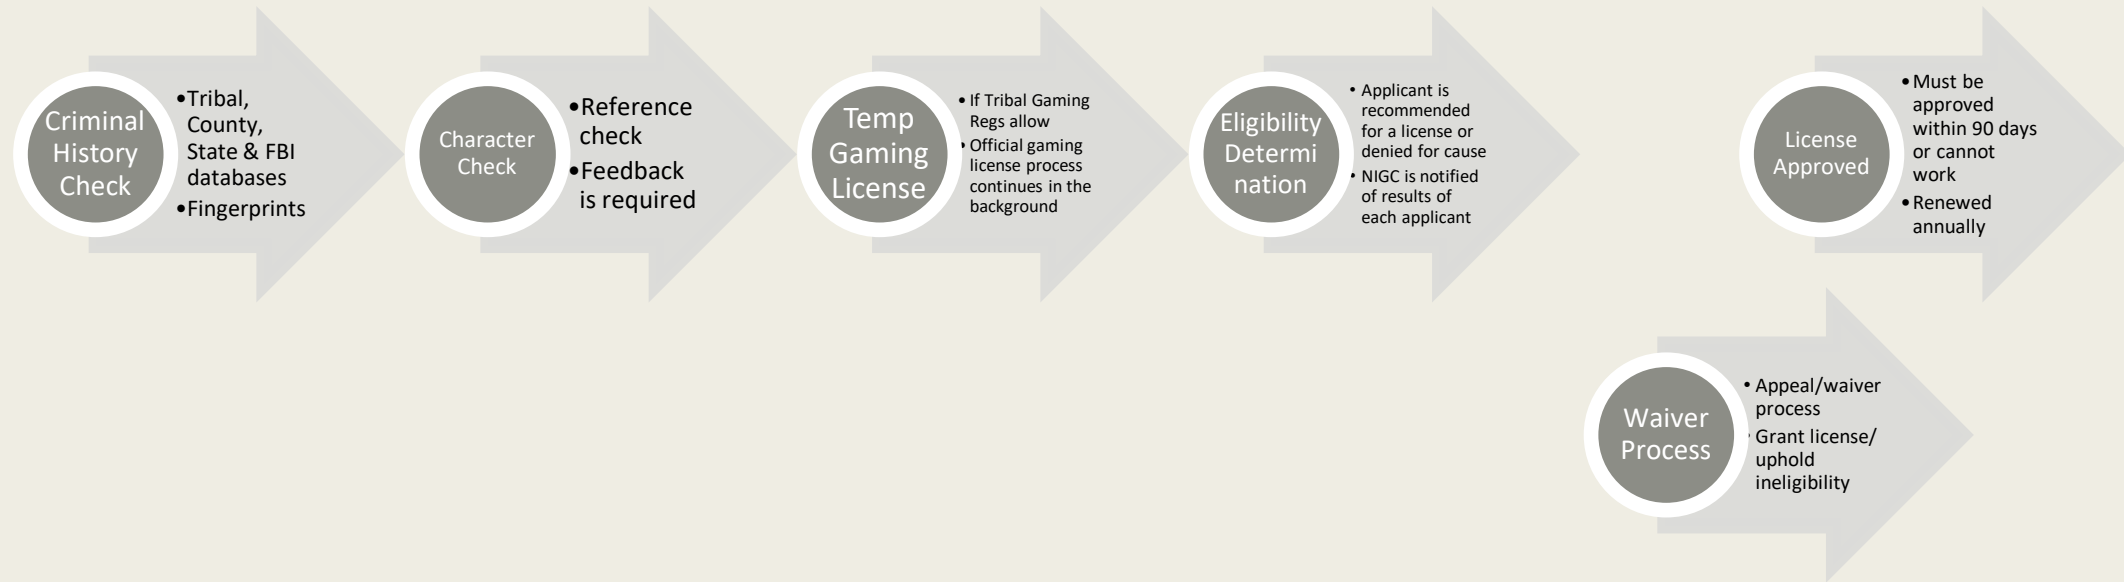 Criminal
History
Check
•Tribal,
County,
State & FBI
databases
•Fingerprints
Character
Check
•Reference
check
•Feedback
is required
Temp
Gaming
License
• If Tribal Gaming
Regs allow
• Official gaming
license process
continues in the
background
Eligibility
Determi
nation
• Applicant is
recommended
for a license or
denied for cause
• NIGC is notified
of results of
each applicant
License
Approved
•Must be
approved
within 90 days
or cannot
work
•Renewed
annually
Waiver
Process
• Appeal/waiver
process
• Grant license/
uphold
ineligibility